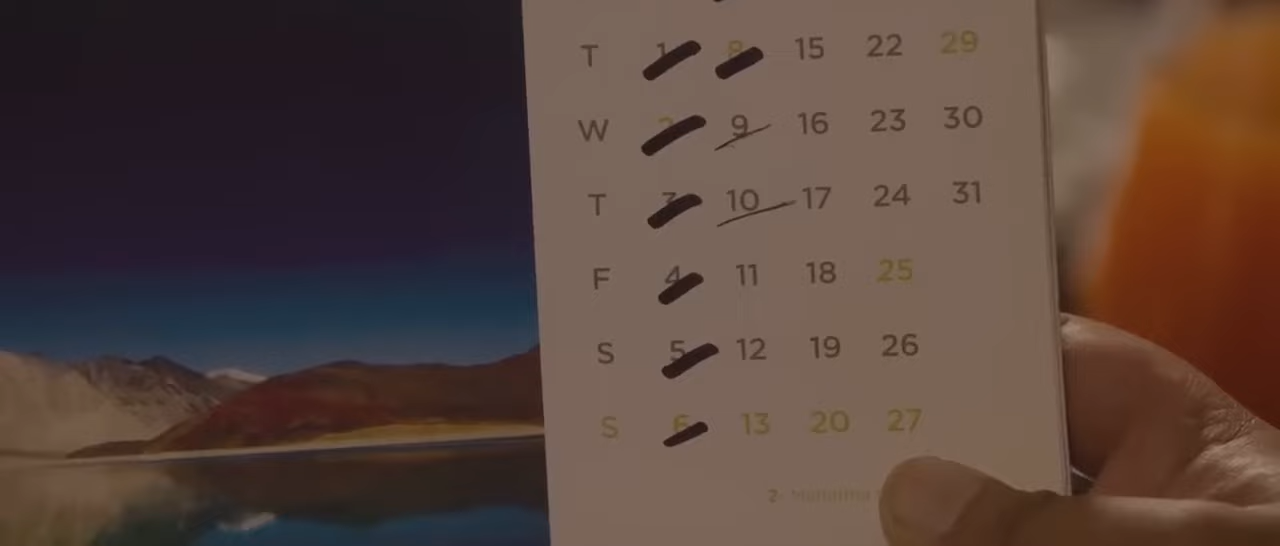 T 1 8 15 22 29
W 2 9 16 23 30
T 3 10 17 24 31
F 4 11 18 25
S 5 12 19 26
S 6 13 20 27
2-